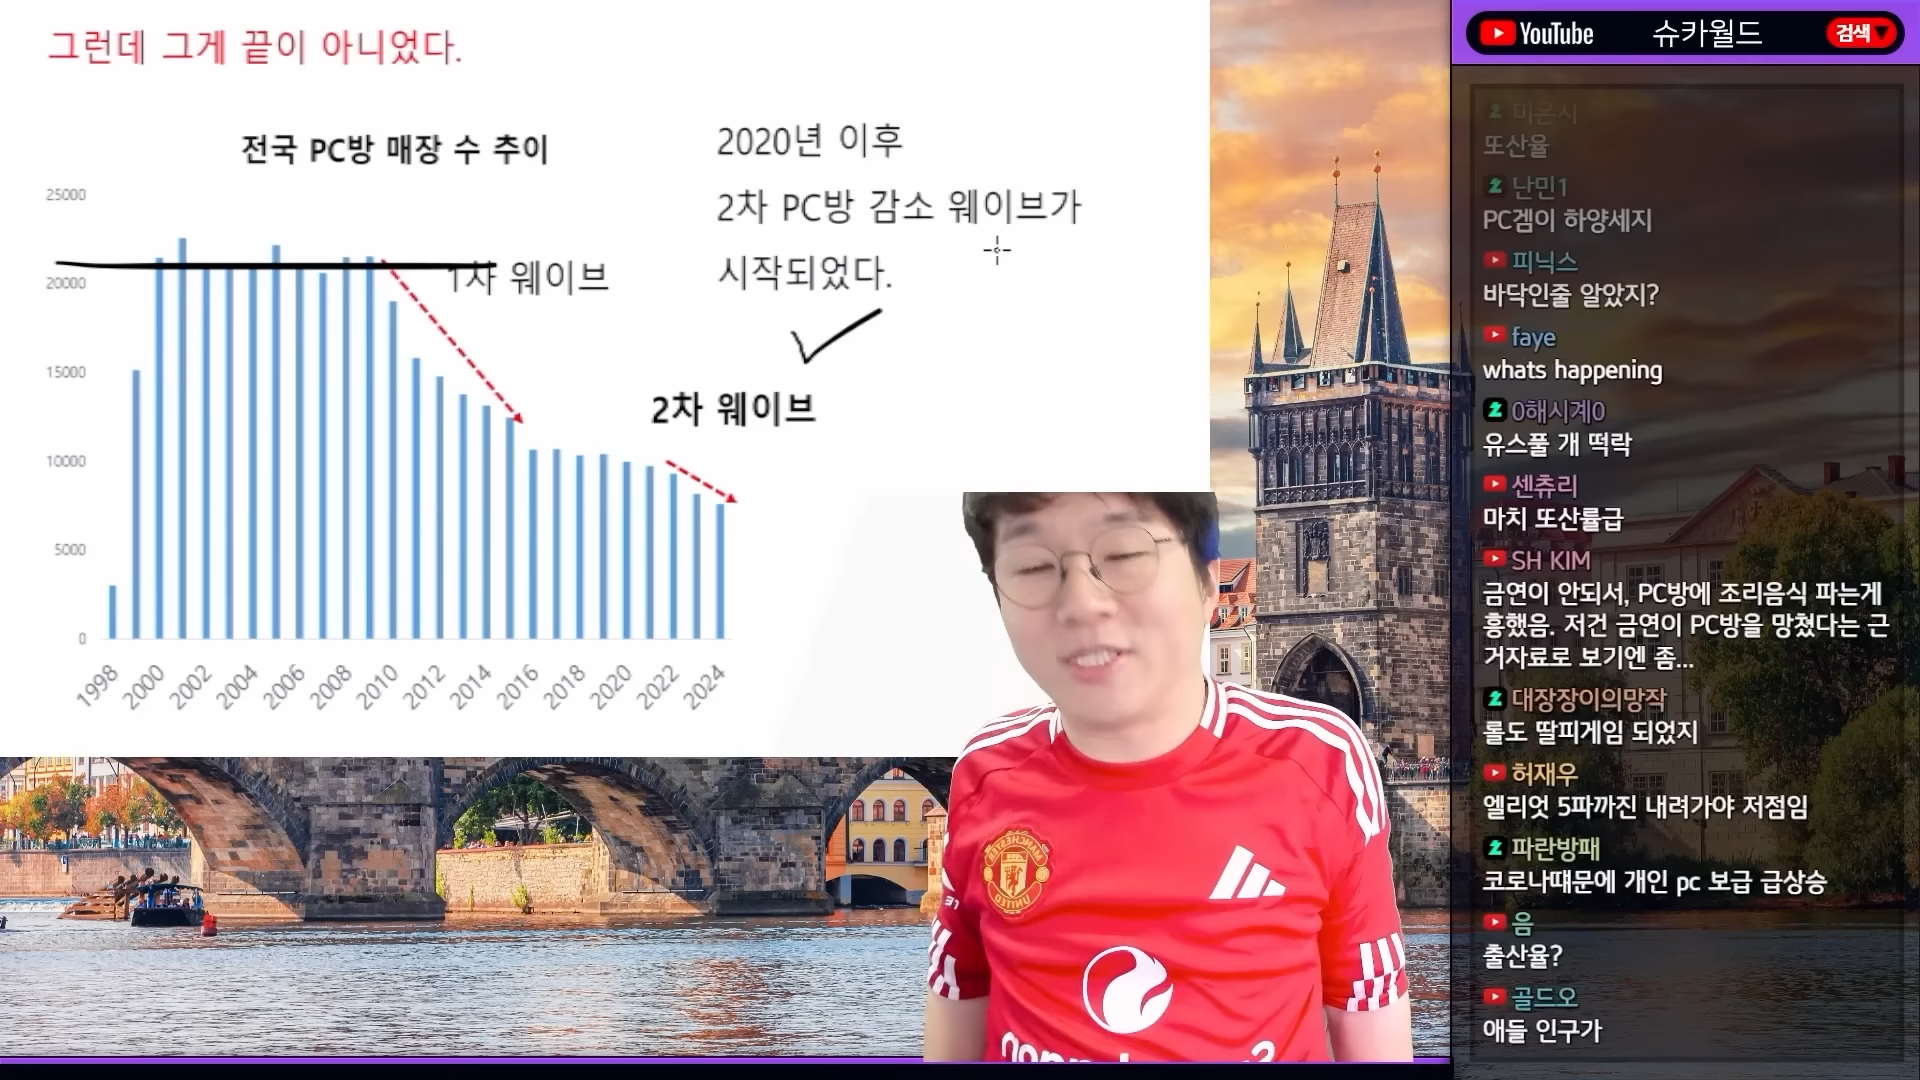 그런데 그게 끝이 아니었다.
전국 PC방 매장 수 추이
25000
20000
15000
10000
5000
0
1998
2000
2002
2004
2006
2008
2010
2012
2014
2016
2018
2020
2022
2024
1차 웨이브
2020년 이후
2차 PC방 감소 웨이브가
시작되었다.
2차 웨이브
MANCHESTER
UNITED
YouTube 슈카월드 검색
미몬시
또산율
난민1
PC겜이 하양세지
피닉스
바닥인줄 알았지?
faye
whats happening
0해시계0
유스풀 개 떡락
센츄리
마치 또산률급
SH KIM
금연이 안되서, PC방에 조리음식 파는게
흥했음. 저건 금연이 PC방을 망쳤다는 근
거자료로 보기엔 좀...
대장장이의망작
롤도 딸피게임 되었지
허재우
엘리엇 5파까진 내려가야 저점임
파란방패
코로나떄문에 개인 pc 보급 급상승
음
출산율?
골드오
애들 인구가